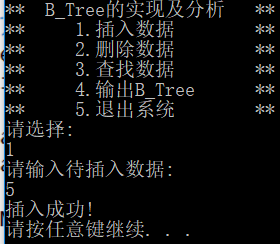 ** B_Tree的实现及分析 **
** 1.插入数据 **
** 2.删除数据 **
** 3.查找数据 **
** 4.输出B_Tree **
** 5.退出系统 **
请选择:
1
请输入待插入数据:
5
插入成功!
请按任意键继续. . .